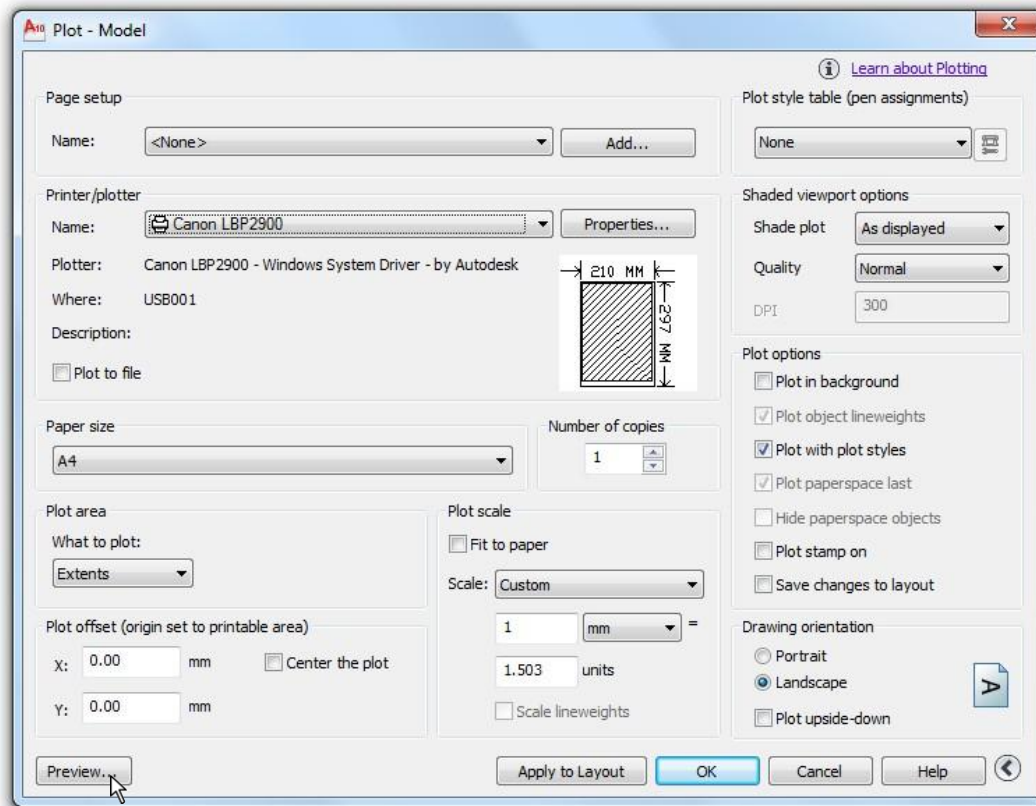 A10 Plot - Model
Learn about Plotting
Page setup
Name: <None> Add...
Plot style table (pen assignments)
None
Printer/plotter
Name: Canon LBP2900 Properties...
Plotter: Canon LBP2900 - Windows System Driver - by Autodesk
Where: USB001
Description:
Plot to file
210 MM
297 MM
Shaded viewport options
Shade plot As displayed
Quality Normal
DPI 300
Paper size
A4
Number of copies
1
Plot options
Plot in background
Plot object lineweights
Plot with plot styles
Plot paperspace last
Hide paperspace objects
Plot stamp on
Save changes to layout
Plot area
What to plot:
Extents
Plot scale
Fit to paper
Scale: Custom
1 mm =
1.503 units
Scale lineweights
Plot offset (origin set to printable area)
X: 0.00 mm Center the plot
Y: 0.00 mm
Drawing orientation
Portrait
Landscape
Plot upside-down
A
Preview... Apply to Layout OK Cancel Help